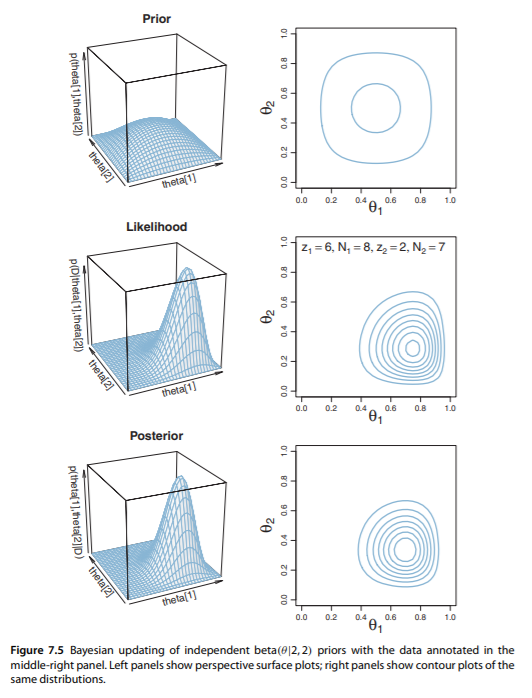 Prior
p(theta[1],theta[2])
theta[2]
theta[1]
θ2
0.0 0.2 0.4 0.6 0.8 1.0
0.0 0.2 0.4 0.6 0.8 1.0
θ1
Likelihood
p(D|theta[1],theta[2])
theta[2]
theta[1]
z1 = 6, N1 = 8, z2 = 2, N2 = 7
θ2
0.0 0.2 0.4 0.6 0.8 1.0
0.0 0.2 0.4 0.6 0.8 1.0
θ1
Posterior
p(theta[1],theta[2]|D)
theta[2]
theta[1]
θ2
0.0 0.2 0.4 0.6 0.8 1.0
0.0 0.2 0.4 0.6 0.8 1.0
θ1
Figure 7.5 Bayesian updating of independent beta(θ|2, 2) priors with the data annotated in the
middle-right panel. Left panels show perspective surface plots; right panels show contour plots of the
same distributions.